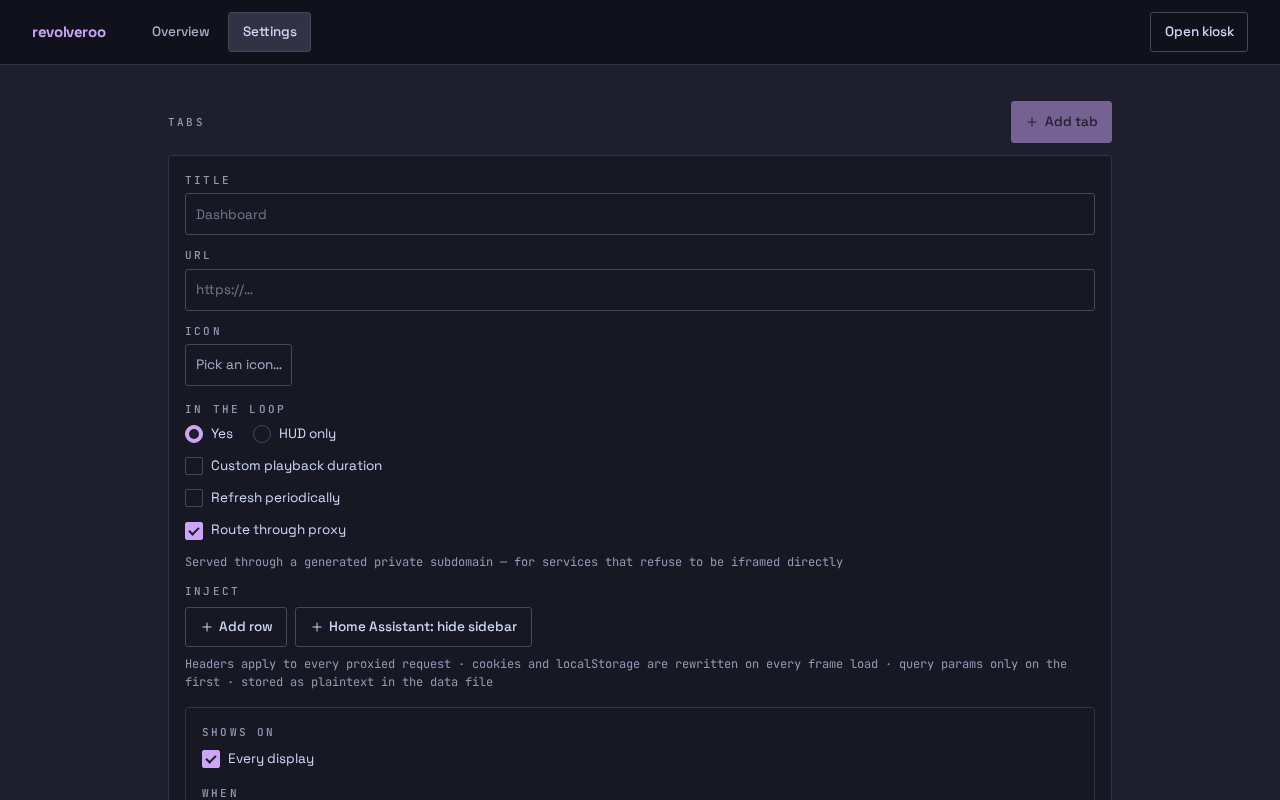 revolveroo
Overview
Settings
Open kiosk
TABS
+ Add tab
TITLE
Dashboard
URL
https://…
ICON
Pick an icon…
IN THE LOOP
Yes
HUD only
Custom playback duration
Refresh periodically
Route through proxy
Served through a generated private subdomain — for services that refuse to be iframed directly
INJECT
+ Add row
+ Home Assistant: hide sidebar
Headers apply to every proxied request · cookies and localStorage are rewritten on every frame load · query params only on the
first · stored as plaintext in the data file
SHOWS ON
Every display
WHEN